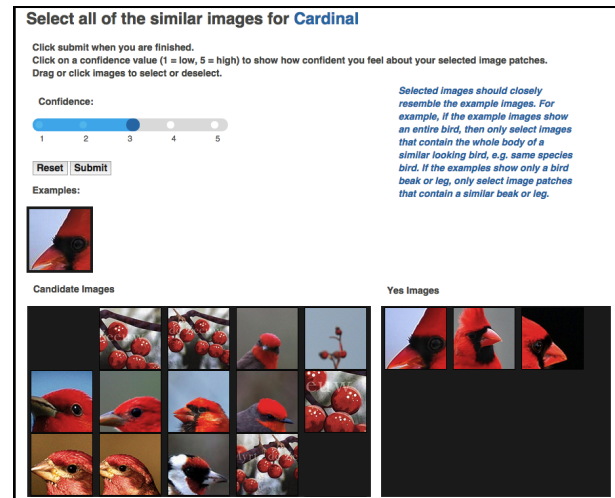 Select all of the similar images for Cardinal
Click submit when you are finished.
Click on a confidence value (1 = low, 5 = high) to show how confident you feel about your selected image patches.
Drag or click images to select or deselect.
Confidence:
1 2 3 4 5
Reset Submit
Selected images should closely
resemble the example images. For
example, if the example images show
an entire bird, then only select images
that contain the whole body of a
similar looking bird, e.g. same species
bird. If the examples show only a bird
beak or leg, only select image patches
that contain a similar beak or leg.
Examples:
Candidate Images
Yes Images